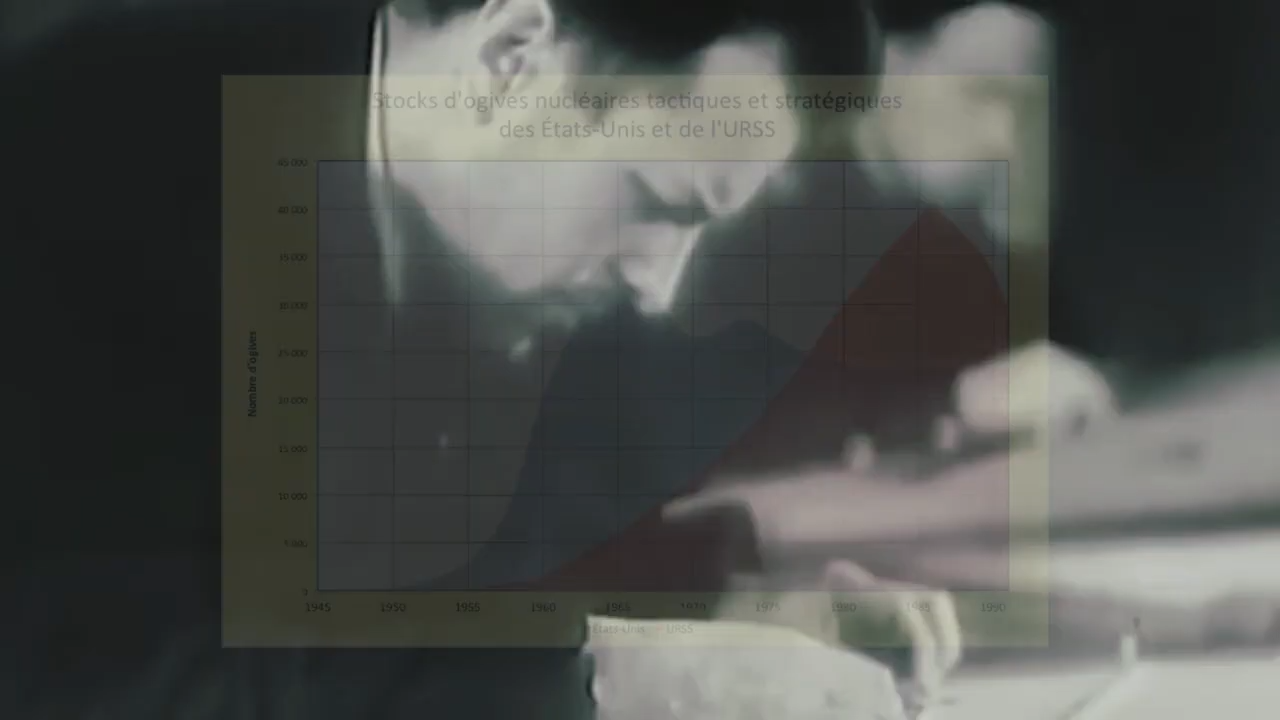 Stocks d'ogives nucléaires tactiques et stratégiques
des États-Unis et de l'URSS
45 000
40 000
35 000
30 000
25 000
20 000
15 000
10 000
5 000
0
Nombre d'ogives
1945 1950 1955 1960 1965 1970 1975 1980 1985 1990
États-Unis URSS